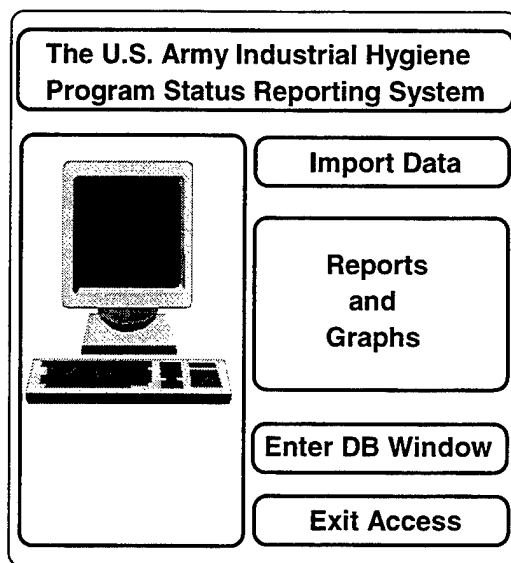 The U.S. Army Industrial Hygiene
Program Status Reporting System
Import Data
Reports
and
Graphs
Enter DB Window
Exit Access